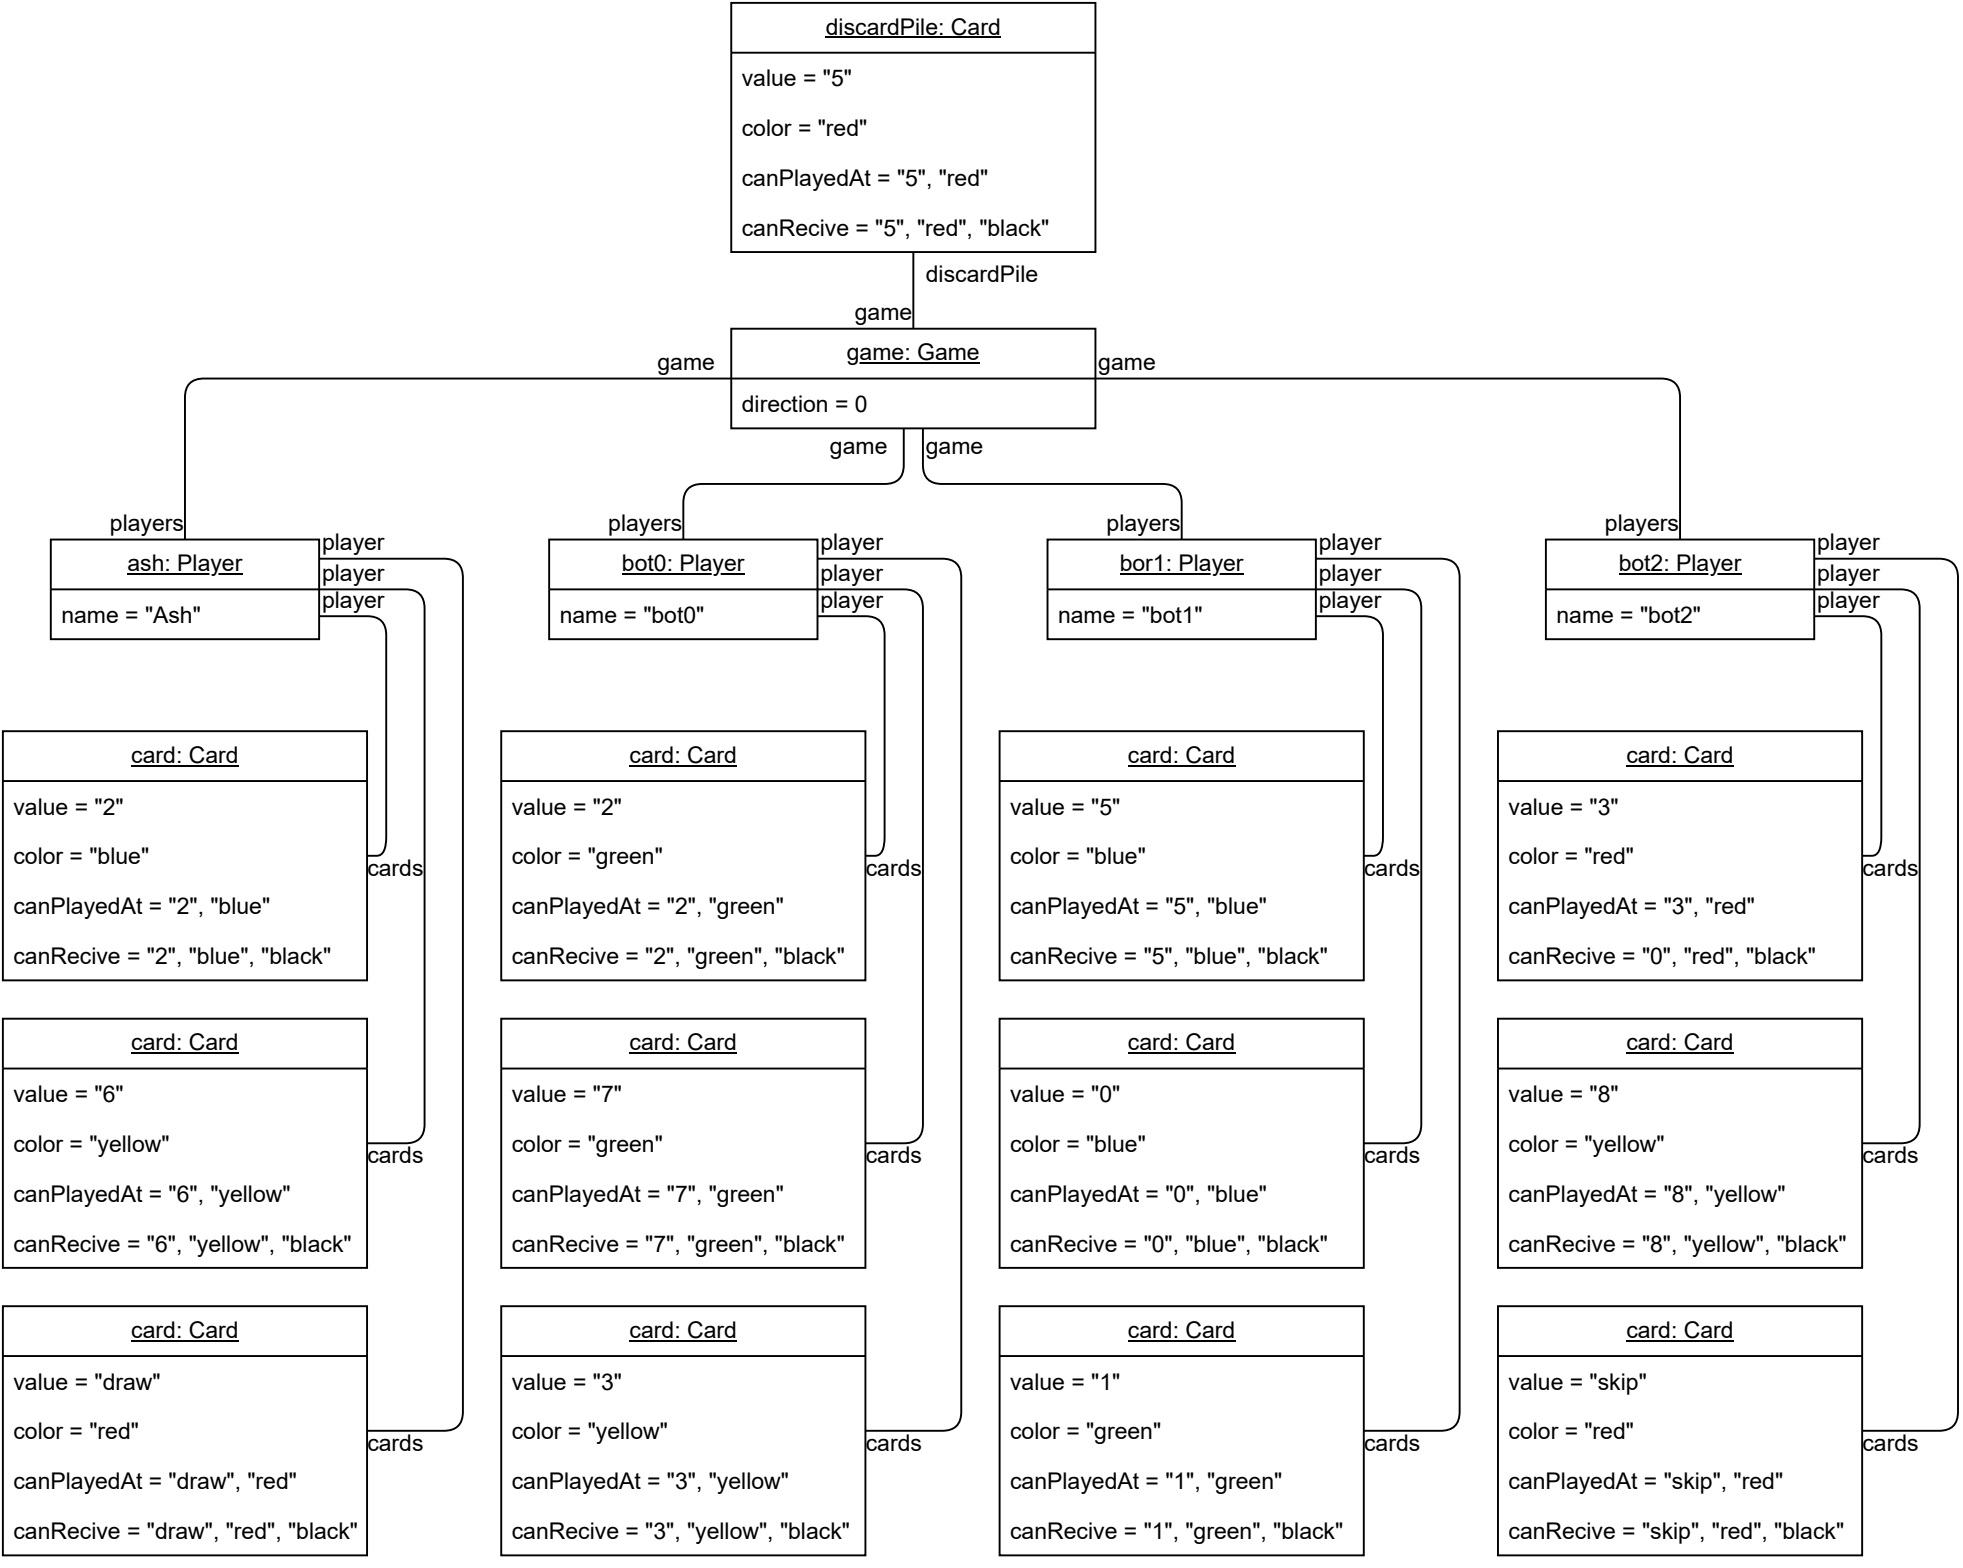 discardPile: Card
value = "5"
color = "red"
canPlayedAt = "5", "red"
canRecive = "5", "red", "black"
discardPile
game
game: Game
direction = 0
game
game
game
game
players
ash: Player
name = "Ash"
player
player
player
players
bot0: Player
name = "bot0"
player
player
player
players
bor1: Player
name = "bot1"
player
player
player
players
bot2: Player
name = "bot2"
player
player
player
card: Card
value = "2"
color = "blue"
canPlayedAt = "2", "blue"
canRecive = "2", "blue", "black"
cards
card: Card
value = "2"
color = "green"
canPlayedAt = "2", "green"
canRecive = "2", "green", "black"
cards
card: Card
value = "5"
color = "blue"
canPlayedAt = "5", "blue"
canRecive = "5", "blue", "black"
cards
card: Card
value = "3"
color = "red"
canPlayedAt = "3", "red"
canRecive = "0", "red", "black"
cards
card: Card
value = "6"
color = "yellow"
canPlayedAt = "6", "yellow"
canRecive = "6", "yellow", "black"
cards
card: Card
value = "7"
color = "green"
canPlayedAt = "7", "green"
canRecive = "7", "green", "black"
cards
card: Card
value = "0"
color = "blue"
canPlayedAt = "0", "blue"
canRecive = "0", "blue", "black"
cards
card: Card
value = "8"
color = "yellow"
canPlayedAt = "8", "yellow"
canRecive = "8", "yellow", "black"
cards
card: Card
value = "draw"
color = "red"
canPlayedAt = "draw", "red"
canRecive = "draw", "red", "black"
cards
card: Card
value = "3"
color = "yellow"
canPlayedAt = "3", "yellow"
canRecive = "3", "yellow", "black"
cards
card: Card
value = "1"
color = "green"
canPlayedAt = "1", "green"
canRecive = "1", "green", "black"
cards
card: Card
value = "skip"
color = "red"
canPlayedAt = "skip", "red"
canRecive = "skip", "red", "black"
cards